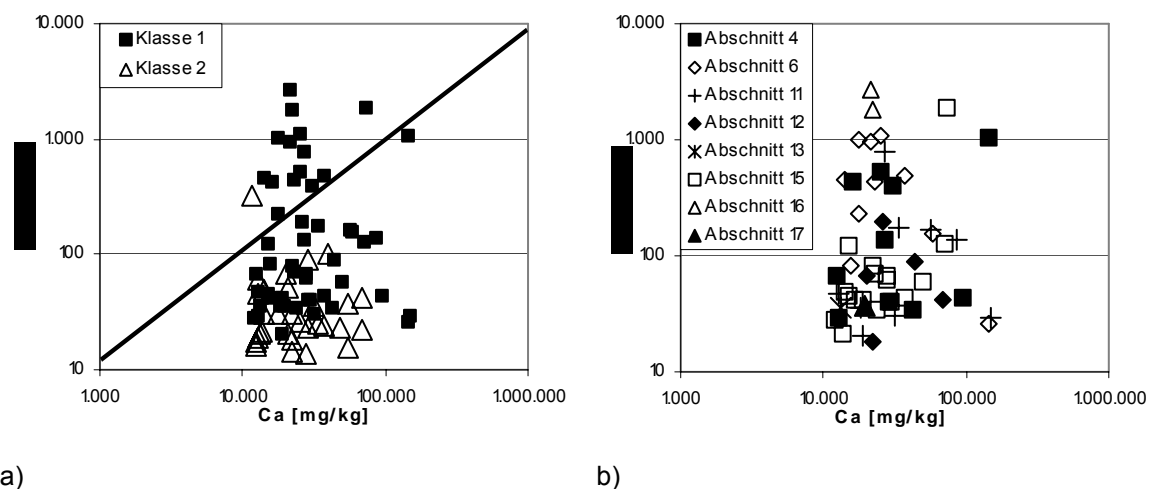 10.000
1.000
100
10
1.000
10.000
100.000
1.000.000
Ca [mg/kg]
Klasse 1
Klasse 2
a)
10.000
1.000
100
10
1.000
10.000
100.000
1.000.000
Ca [mg/kg]
Abschnitt 4
Abschnitt 6
Abschnitt 11
Abschnitt 12
Abschnitt 13
Abschnitt 15
Abschnitt 16
Abschnitt 17
b)